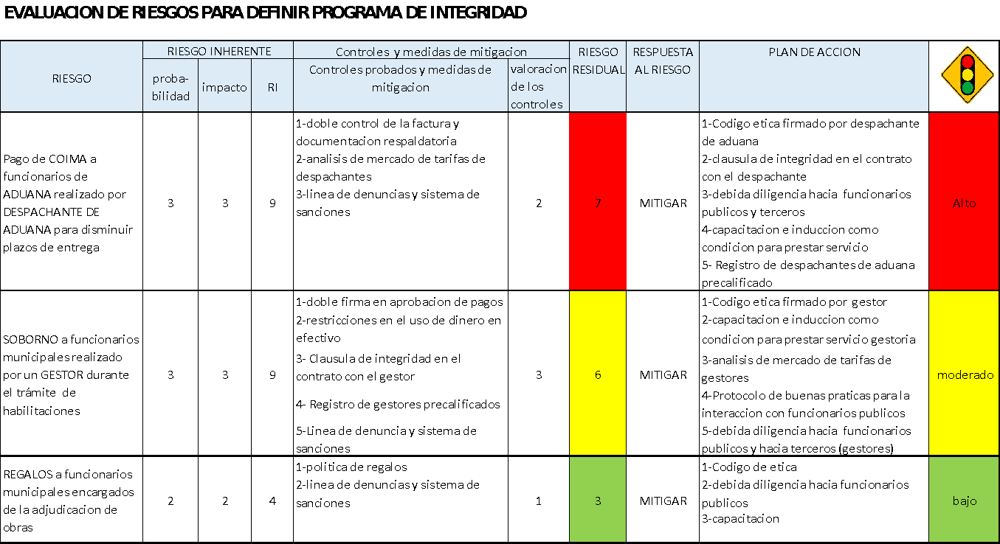 EVALUACION DE RIESGOS PARA DEFINIR PROGRAMA DE INTEGRIDAD
RIESGO
RIESGO INHERENTE
proba-
bilidad
impacto
RI
Controles y medidas de mitigacion
Controles probados y medidas de
mitigacion
valoracion
de los
controles
RIESGO
RESIDUAL
RESPUESTA
AL RIESGO
PLAN DE ACCION
Pago de COIMA a
funcionarios de
ADUANA realizado por
DESPACHANTE DE
ADUANA para disminuir
plazos de entrega
3
3
9
1-doble control de la factura y
documentacion respaldatoria
2-analisis de mercado de tarifas de
despachantes
3-linea de denuncias y sistema de
sanciones
2
7
MITIGAR
1-Codigo etica firmado por despachante
de aduana
2-clausula de integridad en el contrato
con el despachante
3-debida diligencia hacia funcionarios
publicos y terceros
4-capacitacion e induccion como
condicion para prestar servicio
5- Registro de despachantes de aduana
precalificado
Alto
SOBORNO a funcionarios
municipales realizado
por un GESTOR durante
el trámite de
habilitaciones
3
3
9
1-doble firma en aprobacion de pagos
2-restricciones en el uso de dinero en
efectivo
3- Clausula de integridad en el
contrato con el gestor
4- Registro de gestores precalificados
5-Linea de denuncia y sistema de
sanciones
3
6
MITIGAR
1-Codigo etica firmado por gestor
2-capacitacion e induccion como
condicion para prestar servicio gestoria
3-analisis de mercado de tarifas de
gestores
4-Protocolo de buenas praticas para la
interaccion con funcionarios publicos
5-debida diligencia hacia funcionarios
publicos y hacia terceros (gestores)
moderado
REGALOS a funcionarios
municipales encargados
de la adjudicacion de
obras
2
2
4
1-politica de regalos
2-linea de denuncias y sistema de
sanciones
1
3
MITIGAR
1-Codigo de etica
2-debida diligencia hacia funcionarios
publicos
3-capacitacion
bajo